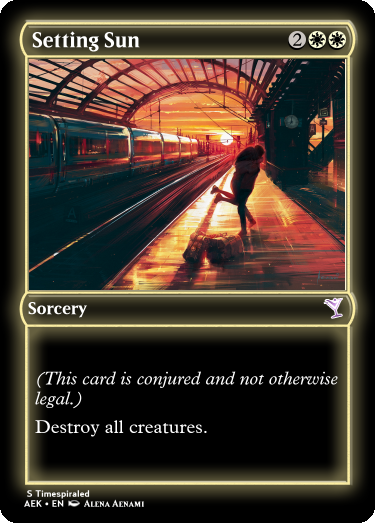 Setting Sun 2
Sorcery
(This card is conjured and not otherwise
legal.)
Destroy all creatures.
S Timespiraled
AEK • EN Alena Aenami